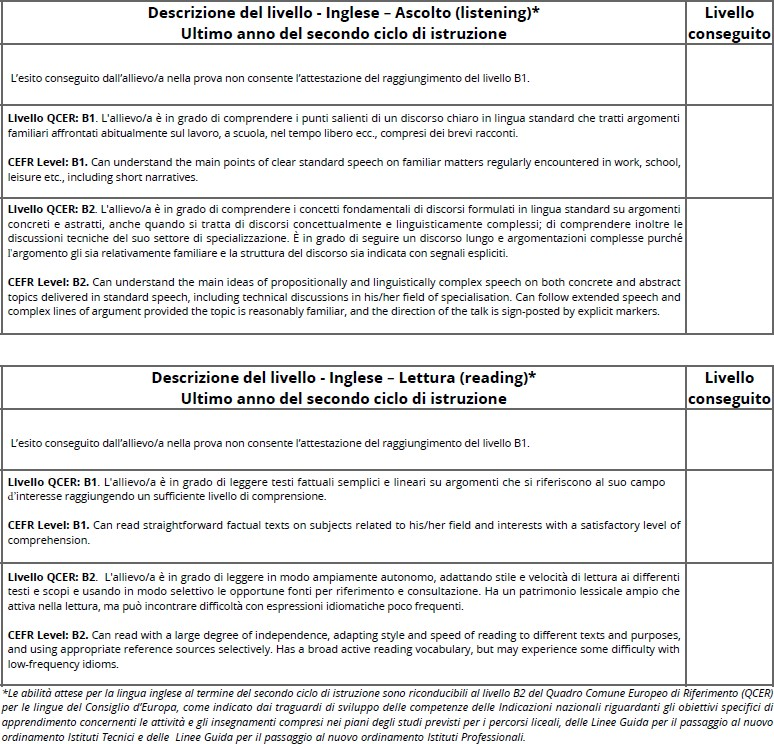 Descrizione del livello - Inglese – Ascolto (listening)*
Ultimo anno del secondo ciclo di istruzione
Livello
conseguito
L’esito conseguito dall’allievo/a nella prova non consente l’attestazione del raggiungimento del livello B1.
Livello QCER: B1. L'allievo/a è in grado di comprendere i punti salienti di un discorso chiaro in lingua standard che tratti argomenti
familiari affrontati abitualmente sul lavoro, a scuola, nel tempo libero ecc., compresi dei brevi racconti.
CEFR Level: B1. Can understand the main points of clear standard speech on familiar matters regularly encountered in work, school,
leisure etc., including short narratives.
Livello QCER: B2. L'allievo/a è in grado di comprendere i concetti fondamentali di discorsi formulati in lingua standard su argomenti
concreti e astratti, anche quando si tratta di discorsi concettualmente e linguisticamente complessi; di comprendere inoltre le
discussioni tecniche del suo settore di specializzazione. È in grado di seguire un discorso lungo e argomentazioni complesse purché
l'argomento gli sia relativamente familiare e la struttura del discorso sia indicata con segnali espliciti.
CEFR Level: B2. Can understand the main ideas of propositionally and linguistically complex speech on both concrete and abstract
topics delivered in standard speech, including technical discussions in his/her field of specialisation. Can follow extended speech and
complex lines of argument provided the topic is reasonably familiar, and the direction of the talk is sign-posted by explicit markers.
Descrizione del livello - Inglese – Lettura (reading)*
Ultimo anno del secondo ciclo di istruzione
Livello
conseguito
L’esito conseguito dall’allievo/a nella prova non consente l’attestazione del raggiungimento del livello B1.
Livello QCER: B1. L'allievo/a è in grado di leggere testi fattuali semplici e lineari su argomenti che si riferiscono al suo campo
d'interesse raggiungendo un sufficiente livello di comprensione.
CEFR Level: B1. Can read straightforward factual texts on subjects related to his/her field and interests with a satisfactory level of
comprehension.
Livello QCER: B2. L'allievo/a è in grado di leggere in modo ampiamente autonomo, adattando stile e velocità di lettura ai differenti
testi e scopi e usando in modo selettivo le opportune fonti per riferimento e consultazione. Ha un patrimonio lessicale ampio che
attiva nella lettura, ma può incontrare difficoltà con espressioni idiomatiche poco frequenti.
CEFR Level: B2. Can read with a large degree of independence, adapting style and speed of reading to different texts and purposes,
and using appropriate reference sources selectively. Has a broad active reading vocabulary, but may experience some difficulty with
low-frequency idioms.
*Le abilità attese per la lingua inglese al termine del secondo ciclo di istruzione sono riconducibili al livello B2 del Quadro Comune Europeo di Riferimento (QCER)
per le lingue del Consiglio d’Europa, come indicato dai traguardi di sviluppo delle competenze delle Indicazioni nazionali riguardanti gli obiettivi specifici di
apprendimento concernenti le attività e gli insegnamenti compresi nei piani degli studi previsti per i percorsi liceali, delle Linee Guida per il passaggio al nuovo
ordinamento Istituti Tecnici e delle Linee Guida per il passaggio al nuovo ordinamento Istituti Professionali.